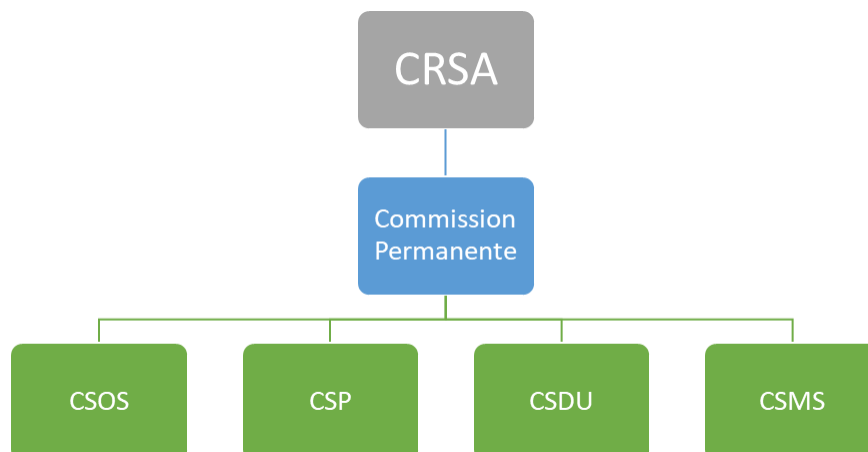 CRSA
Commission
Permanente
CSOS
CSP
CSDU
CSMS